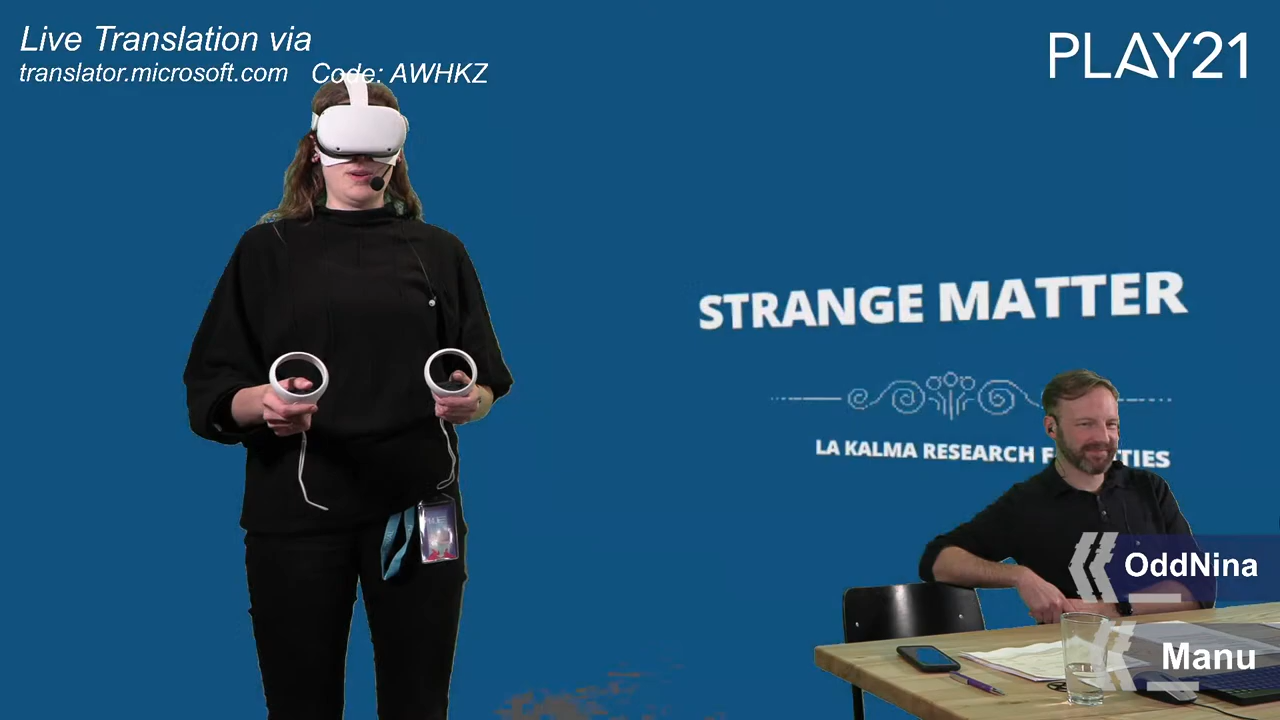 Live Translation via
translator.microsoft.com Code: AWHKZ
PLAY21
STRANGE MATTER
LA KALMA RESEARCH
OddNina
Manu